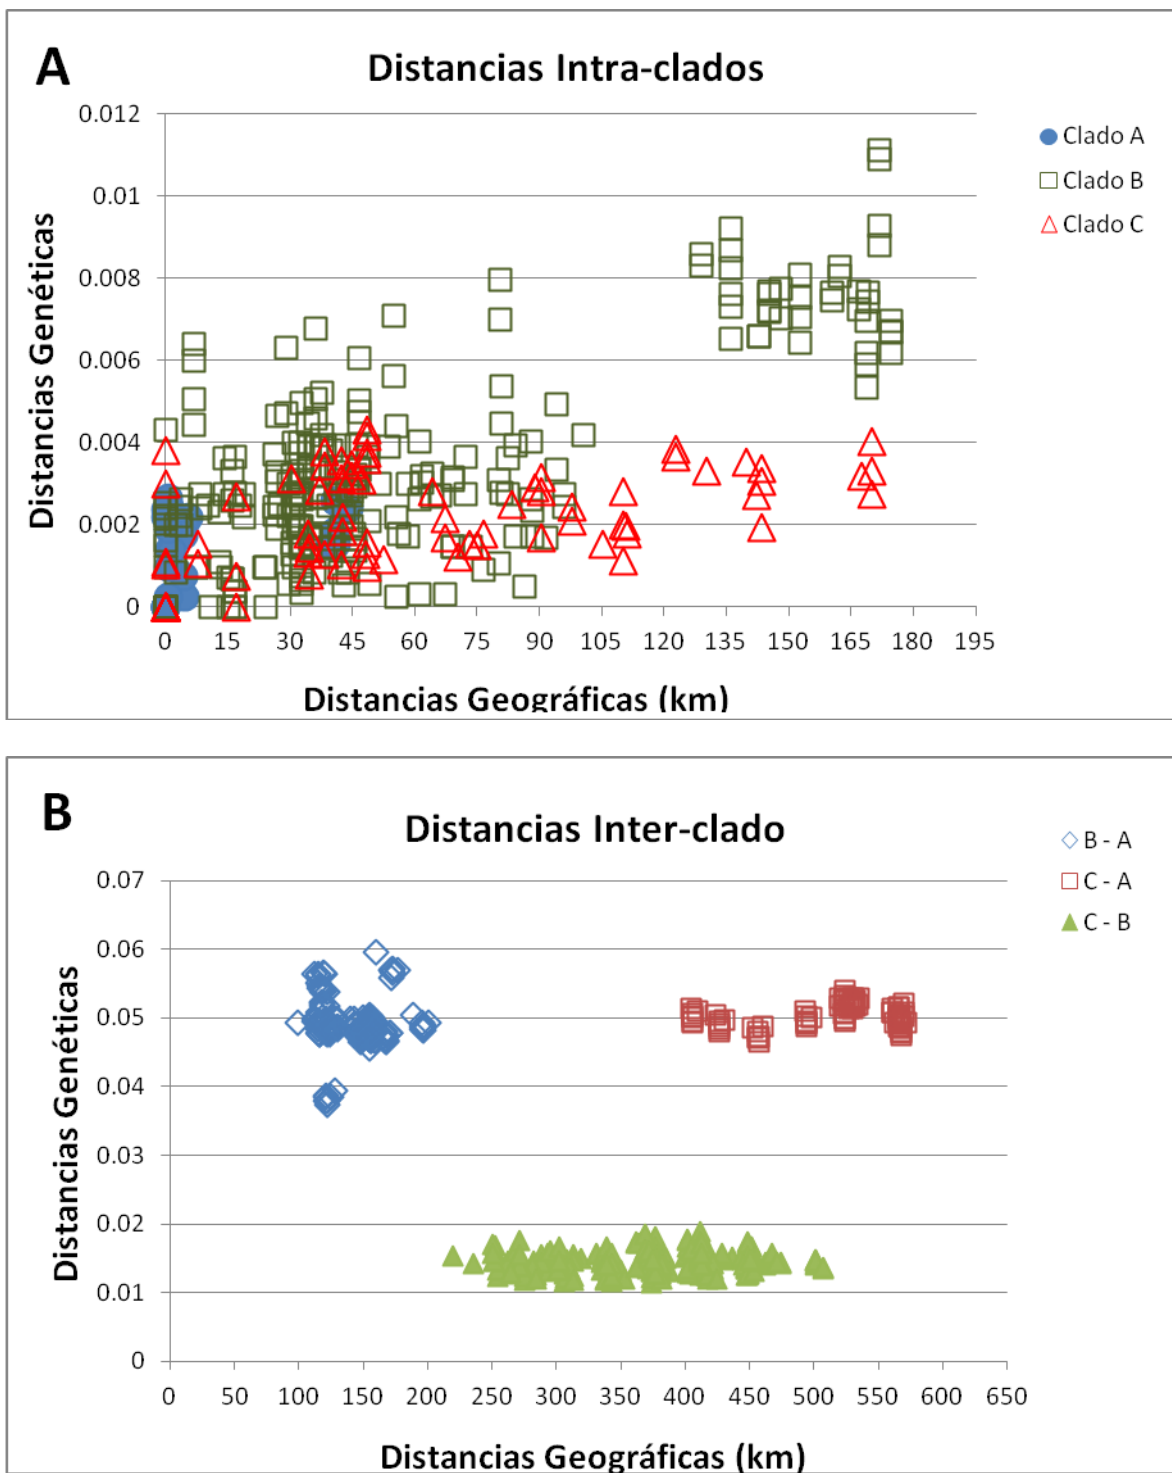 A
Distancias Intra-clados
Distancias Genéticas
0.012
0.01
0.008
0.006
0.004
0.002
0
0 15 30 45 60 75 90 105 120 135 150 165 180 195
Distancias Geográficas (km)
Clado A
Clado B
Clado C
B
Distancias Inter-clado
Distancias Genéticas
0.07
0.06
0.05
0.04
0.03
0.02
0.01
0
0 50 100 150 200 250 300 350 400 450 500 550 600 650
Distancias Geográficas (km)
B - A
C - A
C - B